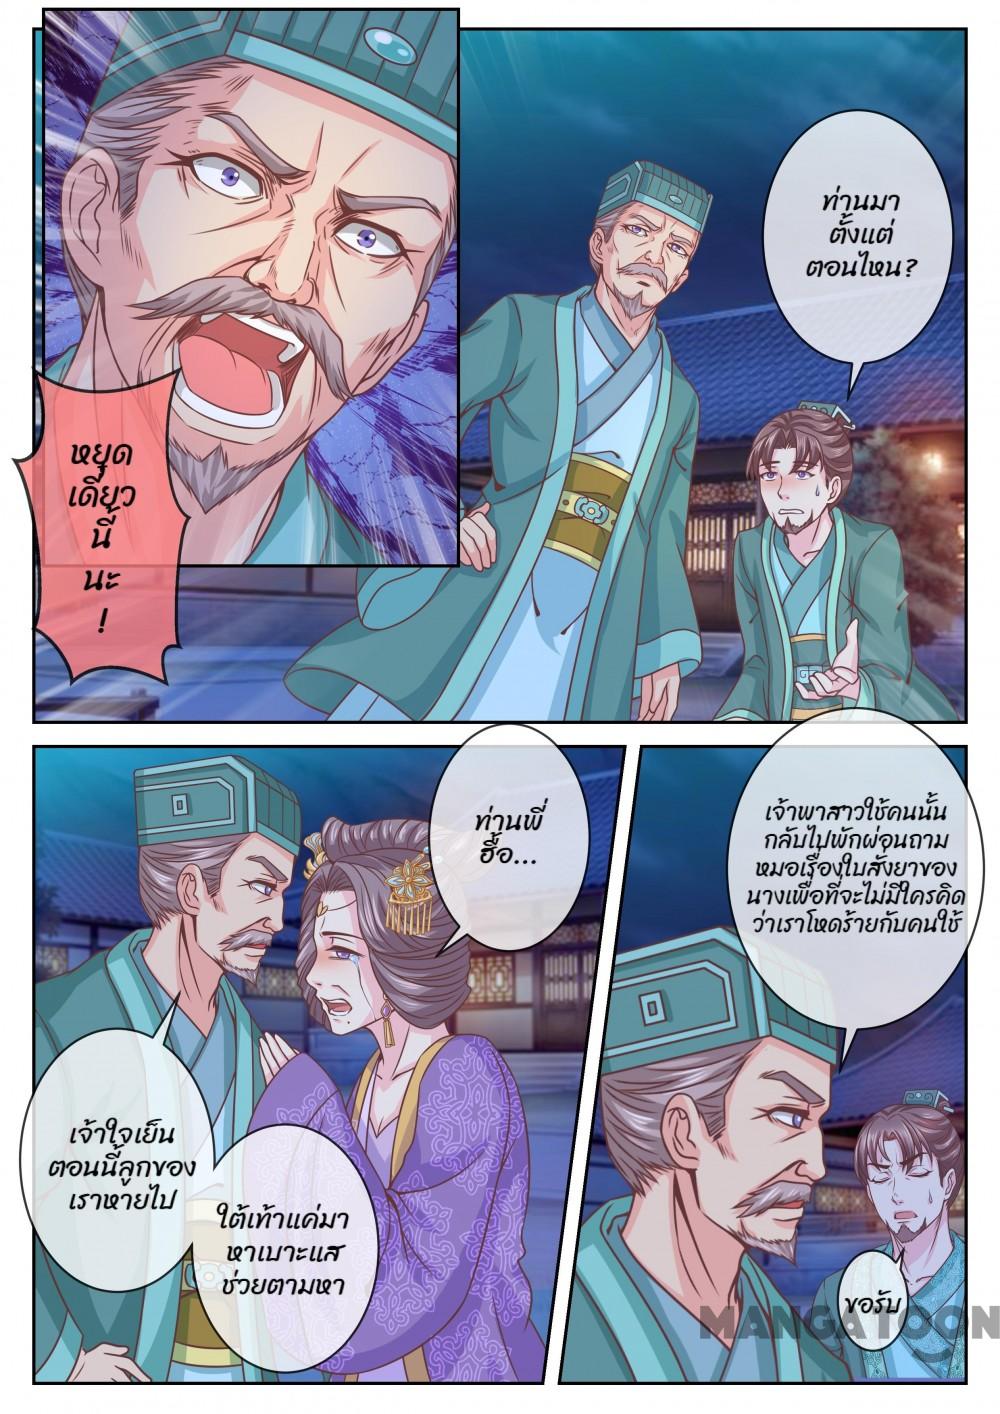 หยุด
เดี๋ยว
นี้
นะ
!
ท่านมา
ตั้งแต่
ตอนไหน?
ท่านพี่
ฮื้อ...
เจ้าใจเย็น
ตอนนี้ลูกของ
เราหายไป
ใต้เท้าแค่มา
หาเบาะแส
ช่วยตามหา
เจ้าพาสาวใช้คนนั้น
กลับไปพักผ่อนถาม
หมอเรื่องใบสั่งยาของ
นางเพื่อที่จะไม่มีใครคิด
ว่าเราโหดร้ายกับคนใช้
ขอรับ
MANGATOON